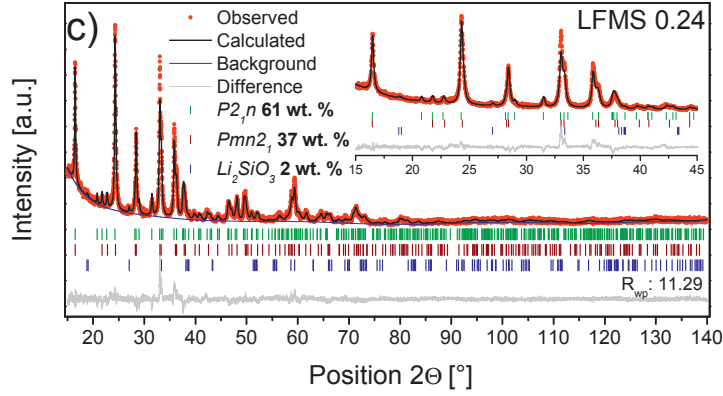 c)
Observed
Calculated
Background
Difference
P2₁n 61 wt. %
Pmn2₁ 37 wt. %
Li₂SiO₃ 2 wt. %
LFMS 0.24
15 20 25 30 35 40 45
Intensity [a.u.]
R_wp: 11.29
20 30 40 50 60 70 80 90 100 110 120 130 140
Position 2Θ [°]